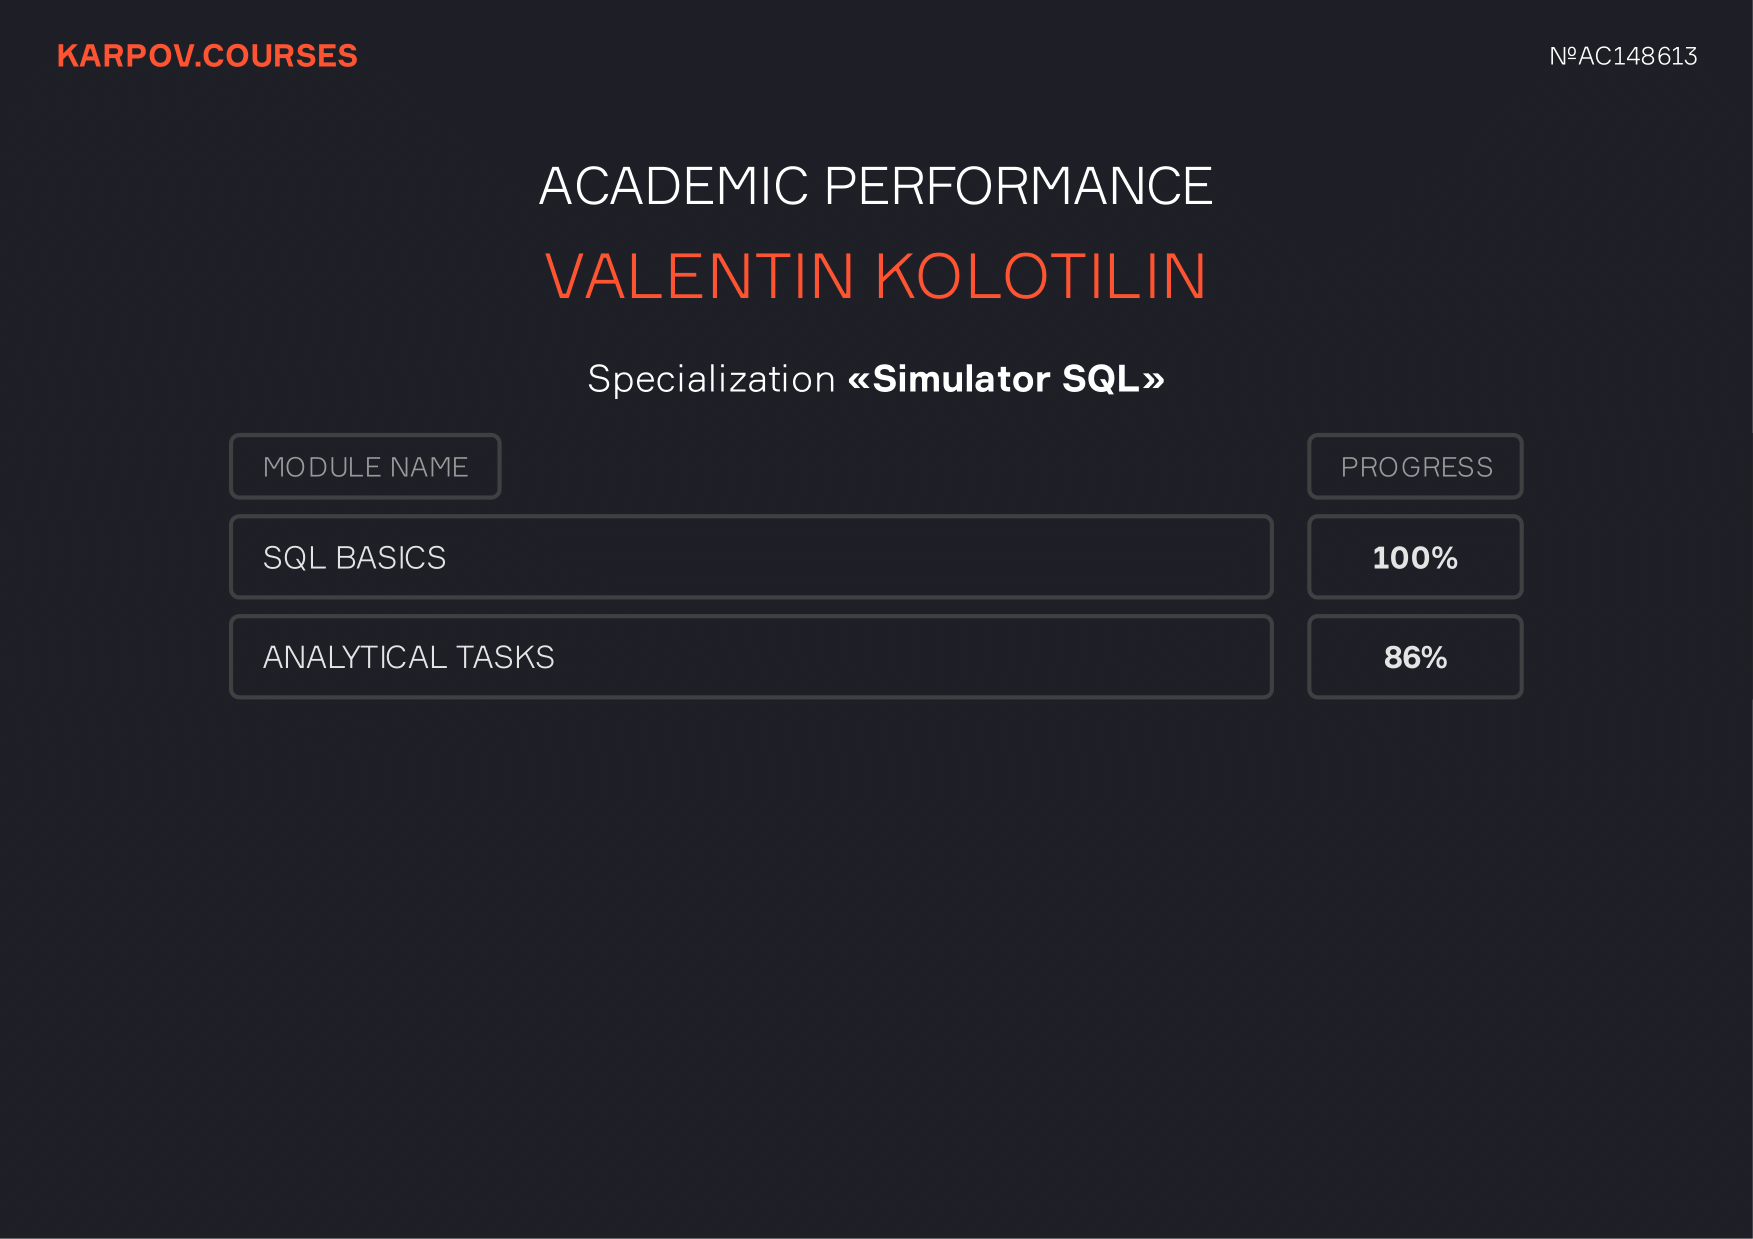 KARPOV.COURSES
№AC148613
ACADEMIC PERFORMANCE
VALENTIN KOLOTILIN
Specialization «Simulator SQL»
MODULE NAME
PROGRESS
SQL BASICS
100%
ANALYTICAL TASKS
86%